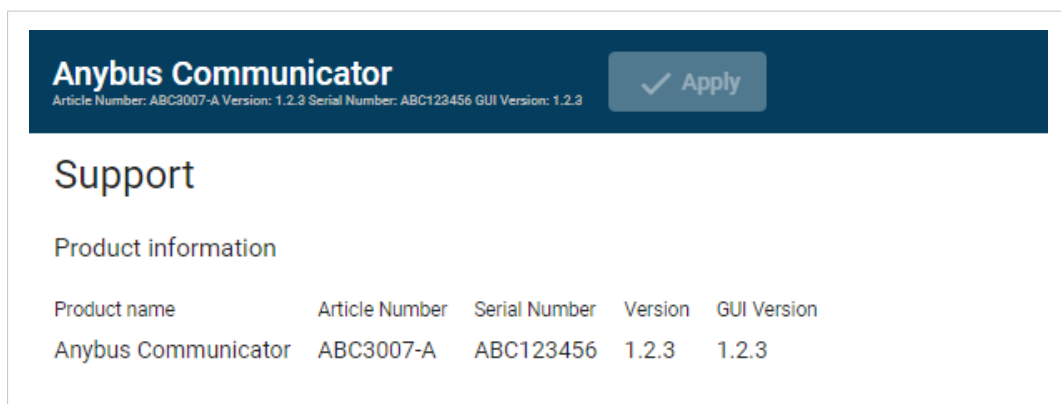 Anybus Communicator
Article Number: ABC3007-A Version: 1.2.3 Serial Number: ABC123456 GUI Version: 1.2.3
Apply
Support
Product information
Product name Article Number Serial Number Version GUI Version
Anybus Communicator ABC3007-A ABC123456 1.2.3 1.2.3